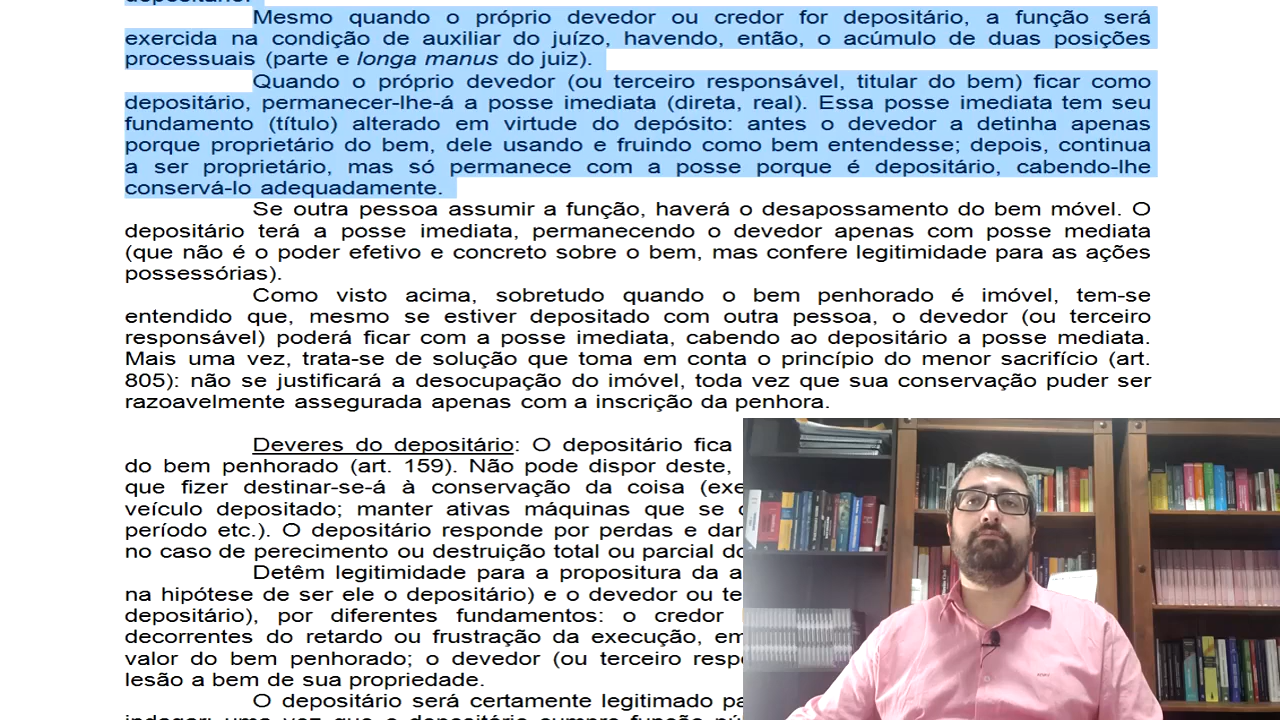 depositário.
Mesmo quando o próprio devedor ou credor for depositário, a função será
exercida na condição de auxiliar do juízo, havendo, então, o acúmulo de duas posições
processuais (parte e longa manus do juiz).
Quando o próprio devedor (ou terceiro responsável, titular do bem) ficar como
depositário, permanecer-lhe-á a posse imediata (direta, real). Essa posse imediata tem seu
fundamento (título) alterado em virtude do depósito: antes o devedor a detinha apenas
porque proprietário do bem, dele usando e fruindo como bem entendesse; depois, continua
a ser proprietário, mas só permanece com a posse porque é depositário, cabendo-lhe
conservá-lo adequadamente.
Se outra pessoa assumir a função, haverá o desapossamento do bem móvel. O
depositário terá a posse imediata, permanecendo o devedor apenas com posse mediata
(que não é o poder efetivo e concreto sobre o bem, mas confere legitimidade para as ações
possessórias).
Como visto acima, sobretudo quando o bem penhorado é imóvel, tem-se
entendido que, mesmo se estiver depositado com outra pessoa, o devedor (ou terceiro
responsável) poderá ficar com a posse imediata, cabendo ao depositário a posse mediata.
Mais uma vez, trata-se de solução que toma em conta o princípio do menor sacrifício (art.
805): não se justificará a desocupação do imóvel, toda vez que sua conservação puder ser
razoavelmente assegurada apenas com a inscrição da penhora.
Deveres do depositário: O depositário fica
do bem penhorado (art. 159). Não pode dispor deste,
que fizer destinar-se-á à conservação da coisa (exe
veículo depositado; manter ativas máquinas que se
período etc.). O depositário responde por perdas e dan
no caso de perecimento ou destruição total ou parcial do
Detêm legitimidade para a propositura da a
na hipótese de ser ele o depositário) e o devedor ou te
depositário), por diferentes fundamentos: o credor
decorrentes do retardo ou frustração da execução, em
valor do bem penhorado; o devedor (ou terceiro resp
lesão a bem de sua propriedade.
O depositário será certamente legitimado pa